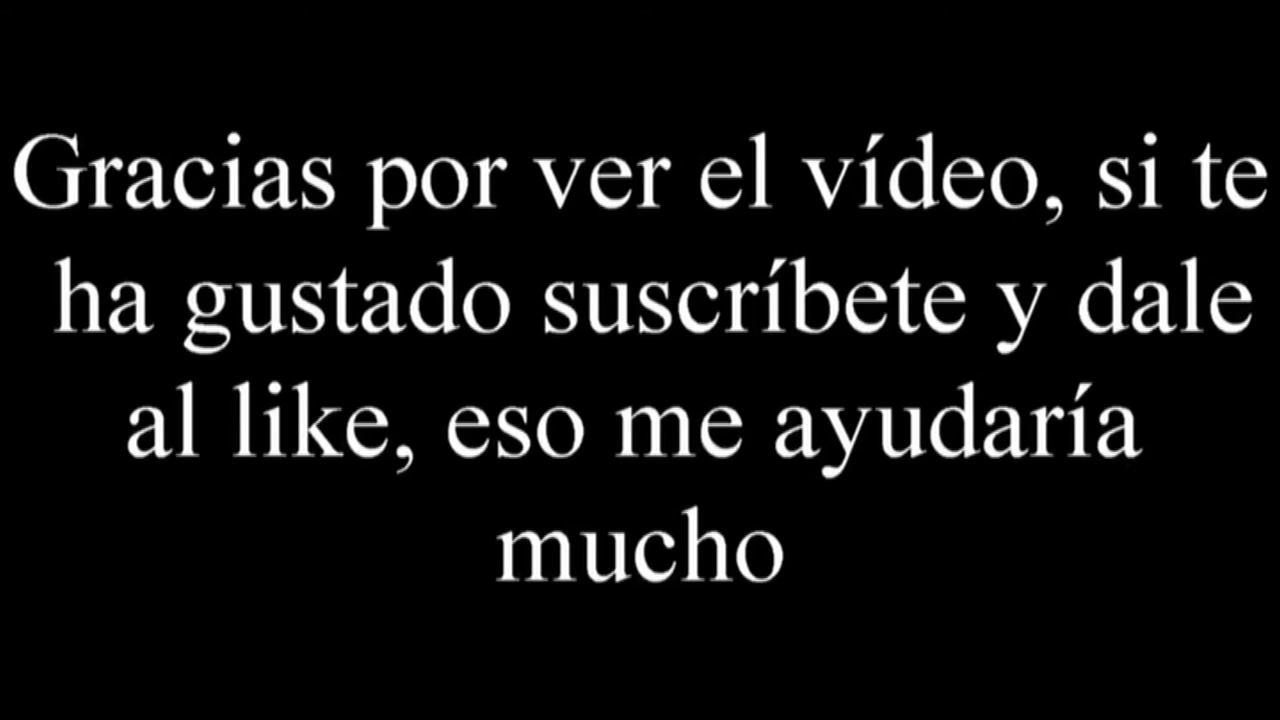 Gracias por ver el vídeo, si te
ha gustado suscríbete y dale
al like, eso me ayudaría
mucho